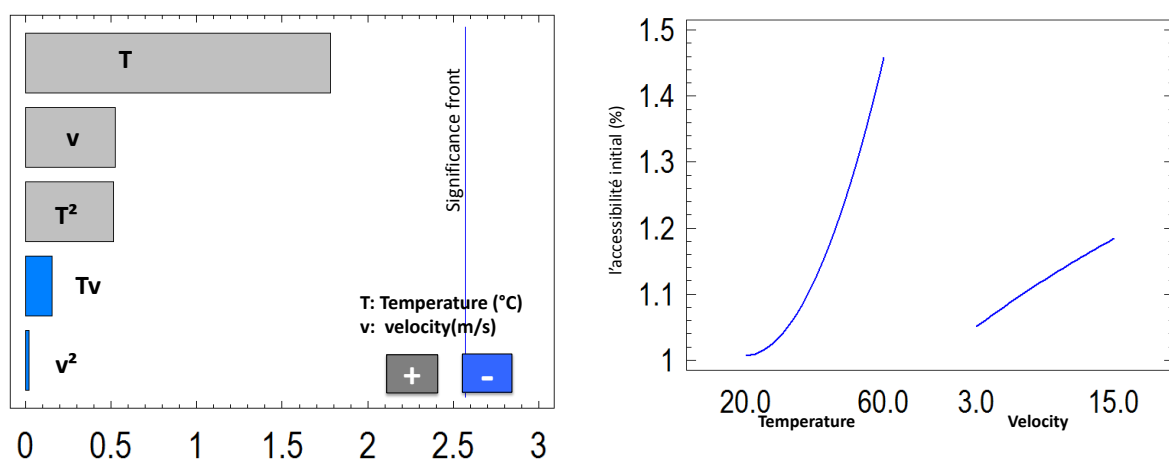 T
v
T²
Tv
v²
Significance front
T: Temperature (°C)
v: velocity(m/s)
+
-
0 0.5 1 1.5 2 2.5 3
l'accessibilité initial (%)
1.5
1.4
1.3
1.2
1.1
1
20.0 60.0 3.0 15.0
Temperature Velocity